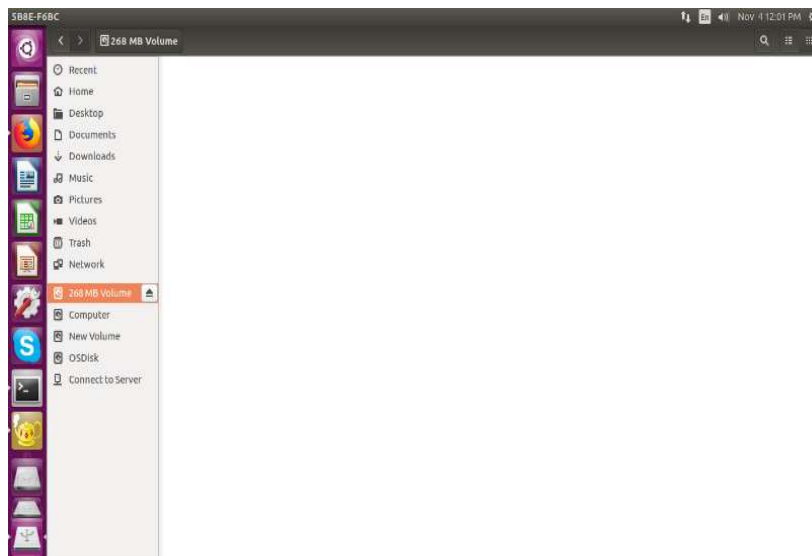 5B8E-F6BC
En
Nov 4 12:01 PM
268 MB Volume
Recent
Home
Desktop
Documents
Downloads
Music
Pictures
Videos
Trash
Network
268 MB Volume
Computer
New Volume
OSDisk
Connect to Server